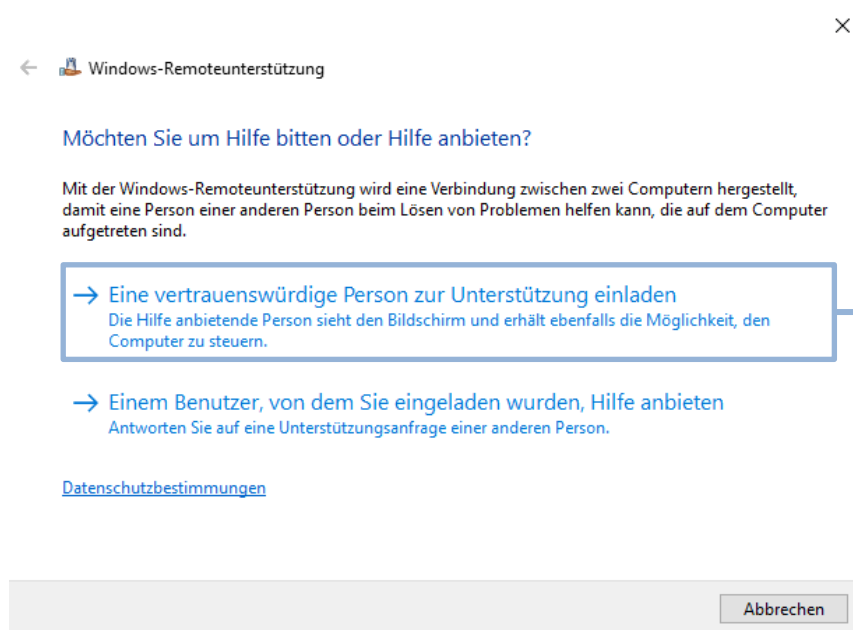 Windows-Remoteunterstützung
Möchten Sie um Hilfe bitten oder Hilfe anbieten?
Mit der Windows-Remoteunterstützung wird eine Verbindung zwischen zwei Computern hergestellt,
damit eine Person einer anderen Person beim Lösen von Problemen helfen kann, die auf dem Computer
aufgetreten sind.
Eine vertrauenswürdige Person zur Unterstützung einladen
Die Hilfe anbietende Person sieht den Bildschirm und erhält ebenfalls die Möglichkeit, den
Computer zu steuern.
Einem Benutzer, von dem Sie eingeladen wurden, Hilfe anbieten
Antworten Sie auf eine Unterstützungsanfrage einer anderen Person.
Datenschutzbestimmungen
Abbrechen